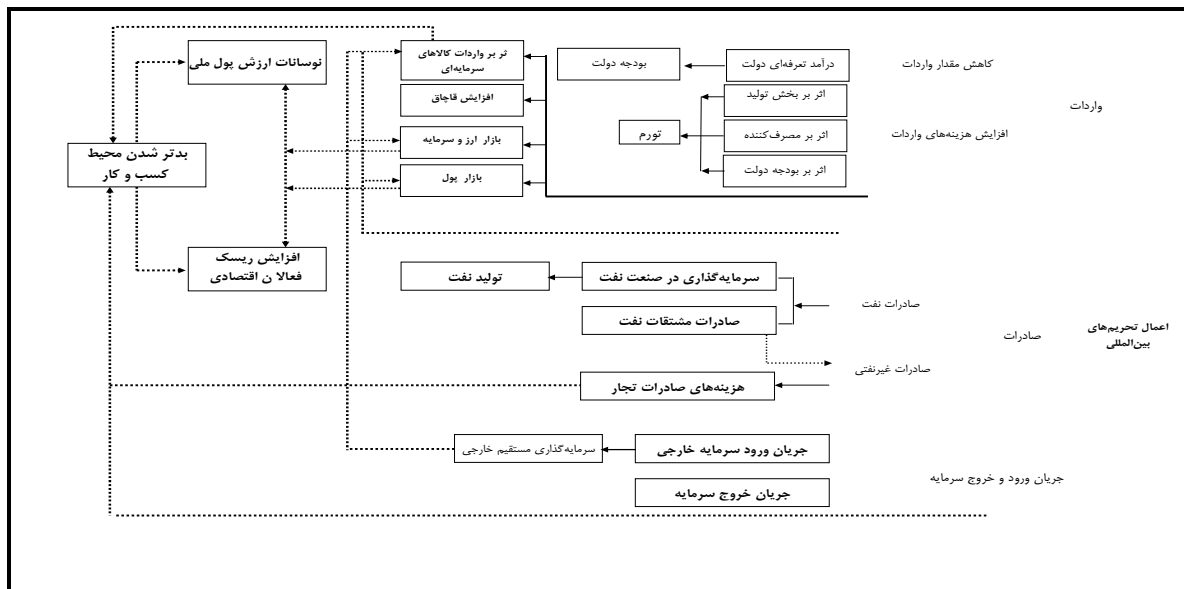 کاهش مقدار واردات
درآمد تعرفه‌ای دولت
بودجه دولت
ثر بر واردات کالاهای
سرمایه‌ای
نوسانات ارزش پول ملی
واردات
اثر بر بخش تولید
افزایش قاچاق
افزایش هزینه‌های واردات
اثر بر مصرف‌کننده
تورم
بازار ارز و سرمایه
بدتر شدن محیط
کسب و کار
اثر بر بودجه دولت
بازار پول
افزایش ریسک
فعالا ن اقتصادی
سرمایه‌گذاری در صنعت نفت
تولید نفت
صادرات نفت
صادرات مشتقات نفت
اعمال تحریم‌های
بین‌المللی
صادرات
صادرات غیرنفتی
هزینه‌های صادرات تجار
جریان ورود سرمایه خارجی
سرمایه‌گذاری مستقیم خارجی
جریان ورود و خروج سرمایه
جریان خروج سرمایه